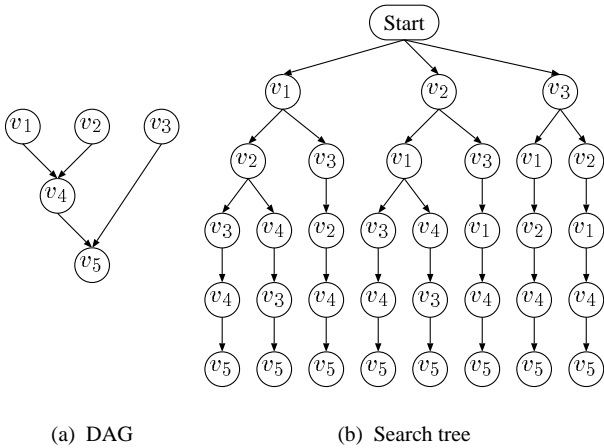 Start
v1 v2 v3
v1 v2 v3
v2 v3 v1 v3 v1 v2
v4
v3 v4 v2 v3 v4 v1 v2 v1
v5
v4 v3 v4 v4 v3 v4 v4 v4
v5 v5 v5 v5 v5 v5 v5 v5
(a) DAG (b) Search tree